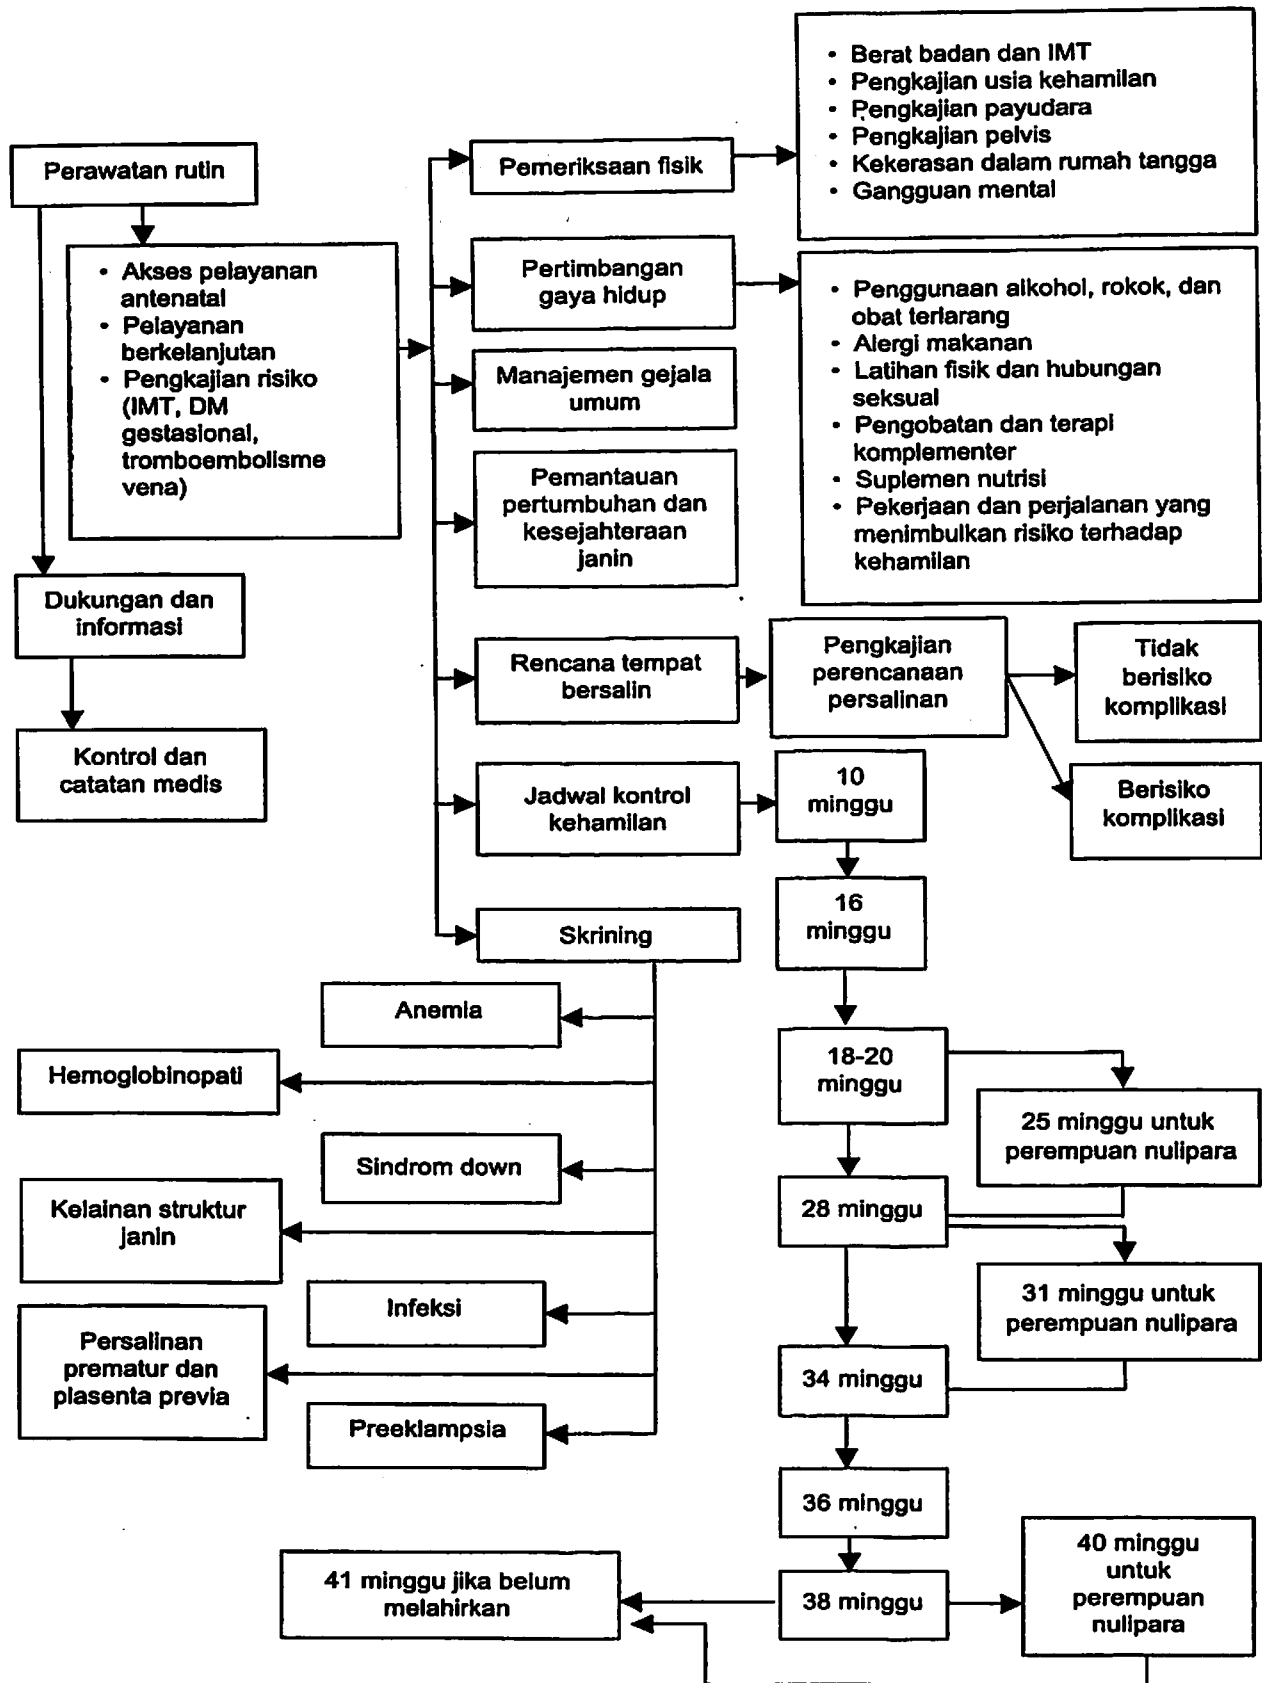 Perawatan rutin
• Akses pelayanan
antenatal
• Pelayanan
berkelanjutan
• Pengkajian risiko
(IMT, DM
gestasional,
tromboembolisme
vena)
Dukungan dan
informasi
Kontrol dan
catatan medis
Pemeriksaan fisik
• Berat badan dan IMT
• Pengkajian usia kehamilan
• Pengkajian payudara
• Pengkajian pelvis
• Kekerasan dalam rumah tangga
• Gangguan mental
Pertimbangan
gaya hidup
• Penggunaan alkohol, rokok, dan
obat terlarang
• Alergi makanan
• Latihan fisik dan hubungan
seksual
• Pengobatan dan terapi
komplementer
• Suplemen nutrisi
• Pekerjaan dan perjalanan yang
menimbulkan risiko terhadap
kehamilan
Manajemen gejala
umum
Pemantauan
pertumbuhan dan
kesejahteraan
janin
Rencana tempat
bersalin
Pengkajian
perencanaan
persalinan
Tidak
berisiko
komplikasi
Berisiko
komplikasi
Jadwal kontrol
kehamilan
10
minggu
16
minggu
18-20
minggu
25 minggu untuk
perempuan nulipara
28 minggu
31 minggu untuk
perempuan nulipara
34 minggu
36 minggu
38 minggu
40 minggu
untuk
perempuan
nulipara
41 minggu jika belum
melahirkan
Skrining
Anemia
Hemoglobinopati
Sindrom down
Kelainan struktur
janin
Infeksi
Persalinan
prematur dan
plasenta previa
Preeklampsia